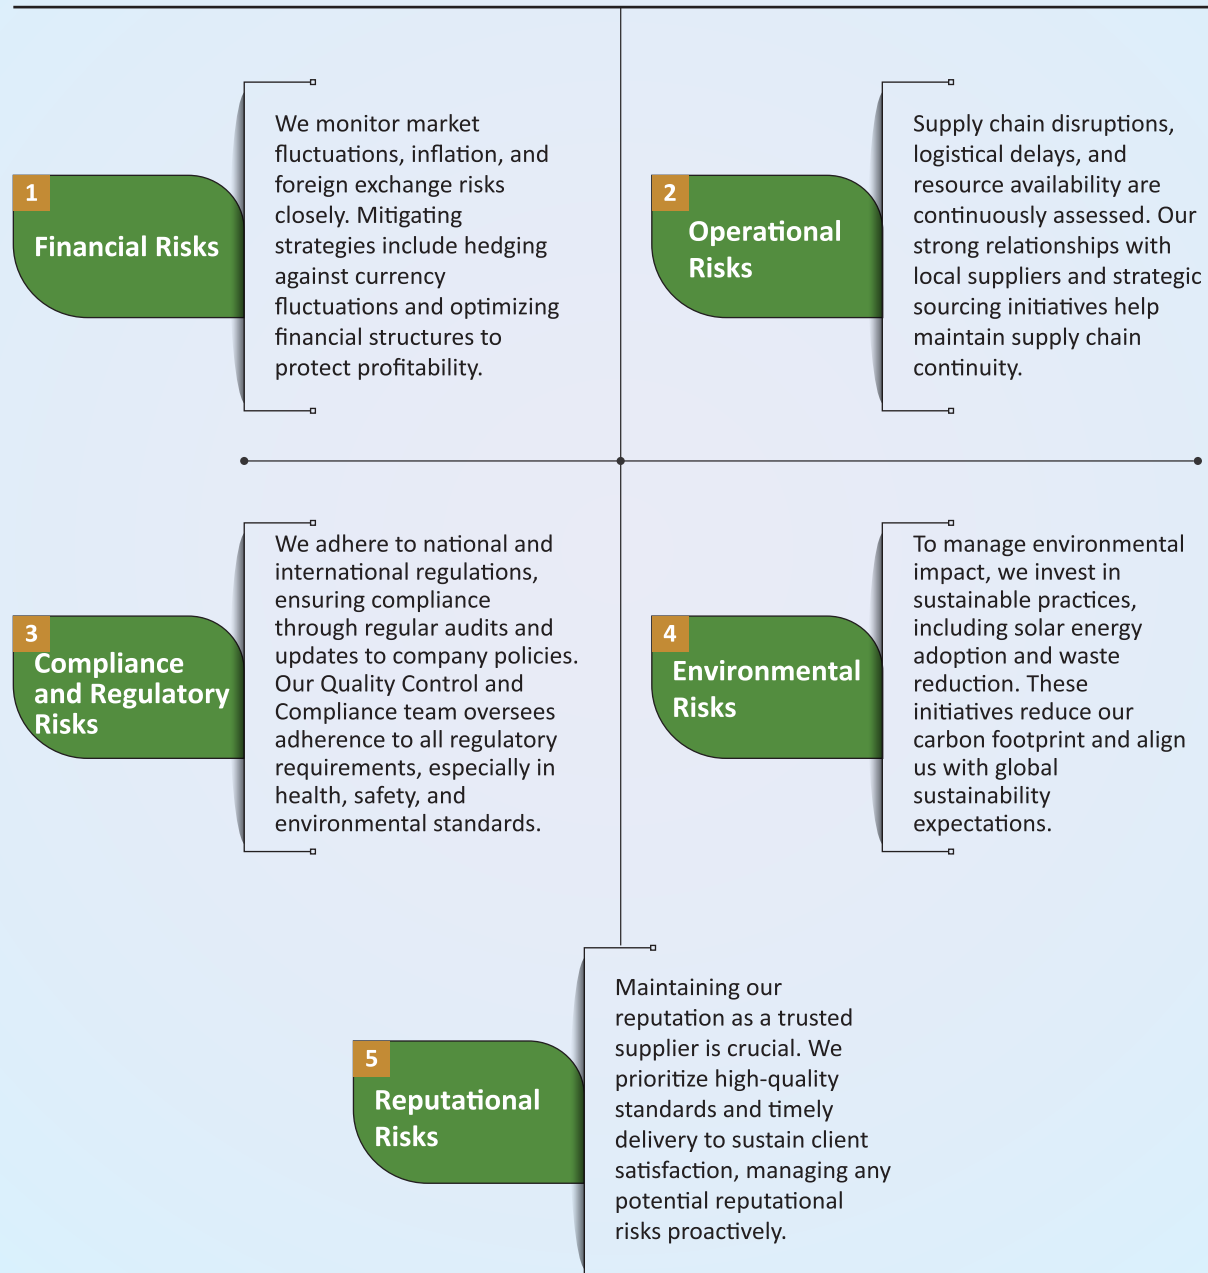 1
Financial Risks
We monitor market
fluctuations, inflation, and
foreign exchange risks
closely. Mitigating
strategies include hedging
against currency
fluctuations and optimizing
financial structures to
protect profitability.
2
Operational
Risks
Supply chain disruptions,
logistical delays, and
resource availability are
continuously assessed. Our
strong relationships with
local suppliers and strategic
sourcing initiatives help
maintain supply chain
continuity.
3
Compliance
and Regulatory
Risks
We adhere to national and
international regulations,
ensuring compliance
through regular audits and
updates to company policies.
Our Quality Control and
Compliance team oversees
adherence to all regulatory
requirements, especially in
health, safety, and
environmental standards.
4
Environmental
Risks
To manage environmental
impact, we invest in
sustainable practices,
including solar energy
adoption and waste
reduction. These
initiatives reduce our
carbon footprint and align
us with global
sustainability
expectations.
5
Reputational
Risks
Maintaining our
reputation as a trusted
supplier is crucial. We
prioritize high-quality
standards and timely
delivery to sustain client
satisfaction, managing any
potential reputational
risks proactively.